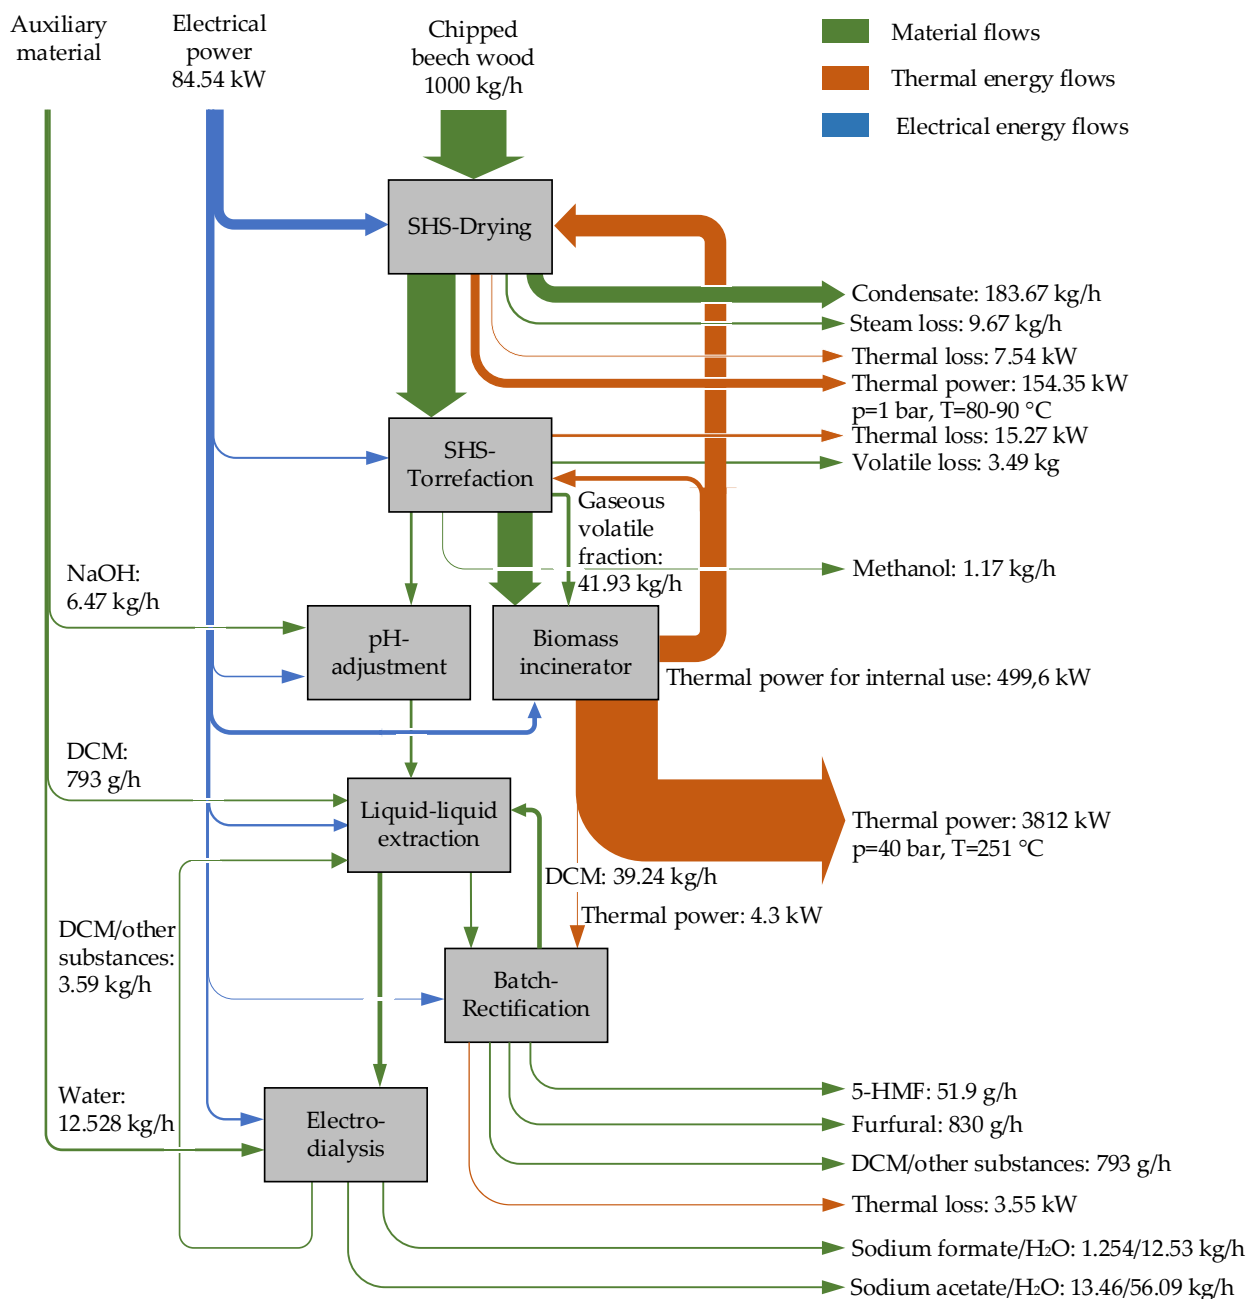 Auxiliary
material
Electrical
power
84.54 kW
Chipped
beech wood
1000 kg/h
Material flows
Thermal energy flows
Electrical energy flows
SHS-Drying
Condensate: 183.67 kg/h
Steam loss: 9.67 kg/h
Thermal loss: 7.54 kW
Thermal power: 154.35 kW
p=1 bar, T=80-90 °C
SHS-
Torrefaction
Thermal loss: 15.27 kW
Volatile loss: 3.49 kg
Gaseous
volatile
fraction:
41.93 kg/h
Methanol: 1.17 kg/h
NaOH:
6.47 kg/h
pH-
adjustment
Biomass
incinerator
Thermal power for internal use: 499,6 kW
DCM:
793 g/h
Liquid-liquid
extraction
Thermal power: 3812 kW
p=40 bar, T=251 °C
DCM: 39.24 kg/h
Thermal power: 4.3 kW
DCM/other
substances:
3.59 kg/h
Batch-
Rectification
Water:
12.528 kg/h
Electro-
dialysis
5-HMF: 51.9 g/h
Furfural: 830 g/h
DCM/other substances: 793 g/h
Thermal loss: 3.55 kW
Sodium formate/H₂O: 1.254/12.53 kg/h
Sodium acetate/H₂O: 13.46/56.09 kg/h